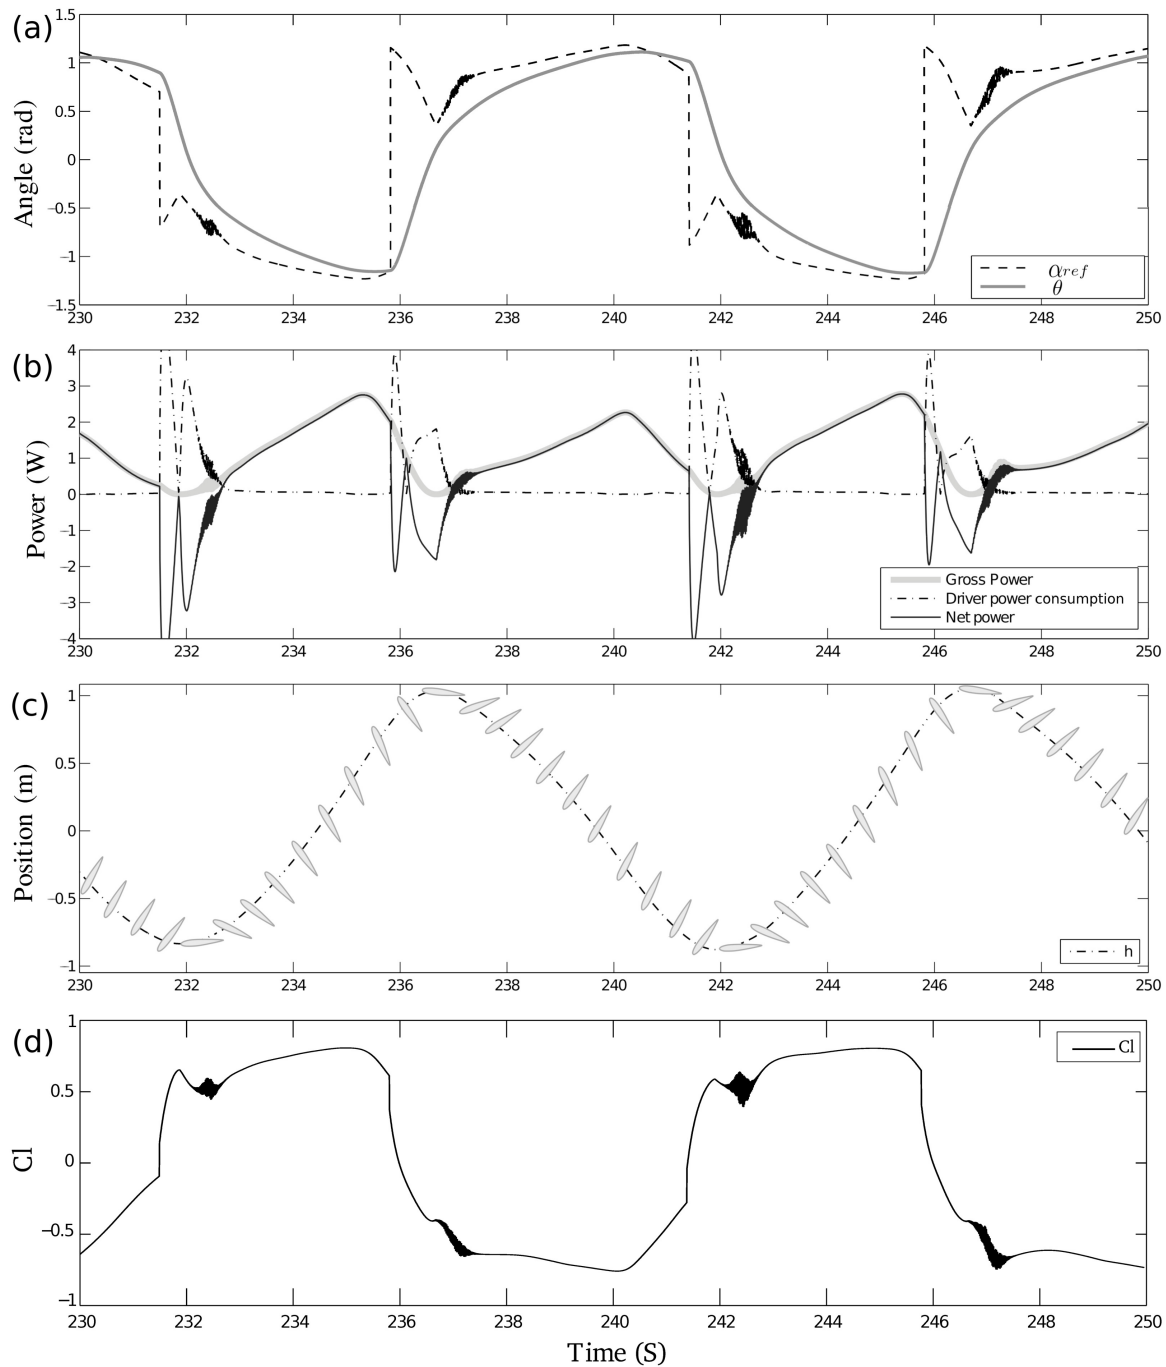 (a)
Angle (rad)
1.5
1
0.5
0
−0.5
−1
−1.5
230 232 234 236 238 240 242 244 246 248 250
αref
θ
(b)
Power (W)
4
3
2
1
0
−1
−2
−3
−4
230 232 234 236 238 240 242 244 246 248 250
Gross Power
Driver power consumption
Net power
(c)
Position (m)
1
0.5
0
−0.5
−1
230 232 234 236 238 240 242 244 246 248 250
h
(d)
Cl
1
0.5
0
−0.5
−1
230 232 234 236 238 240 242 244 246 248 250
Cl
Time (S)